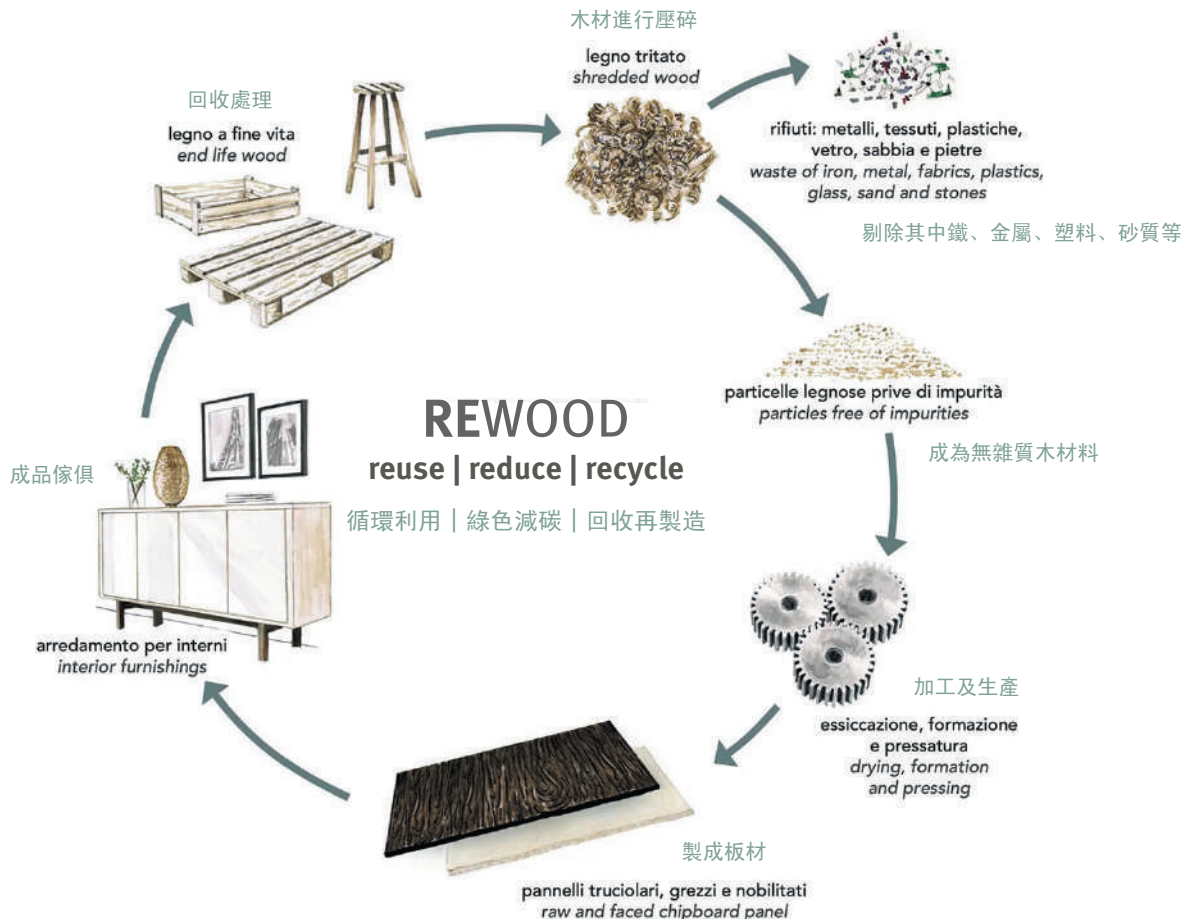 木材進行壓碎
legno tritato
shredded wood
rifiuti: metalli, tessuti, plastiche,
vetro, sabbia e pietre
waste of iron, metal, fabrics, plastics,
glass, sand and stones
剔除其中鐵、金屬、塑料、砂質等
回收處理
legno a fine vita
end life wood
particelle legnose prive di impurità
particles free of impurities
成為無雜質木材料
REWOOD
reuse | reduce | recycle
循環利用｜綠色減碳｜回收再製造
成品傢俱
arredamento per interni
interior furnishings
加工及生產
essiccazione, formazione
e pressatura
drying, formation
and pressing
製成板材
pannelli truciolari, grezzi e nobilitati
raw and faced chipboard panel